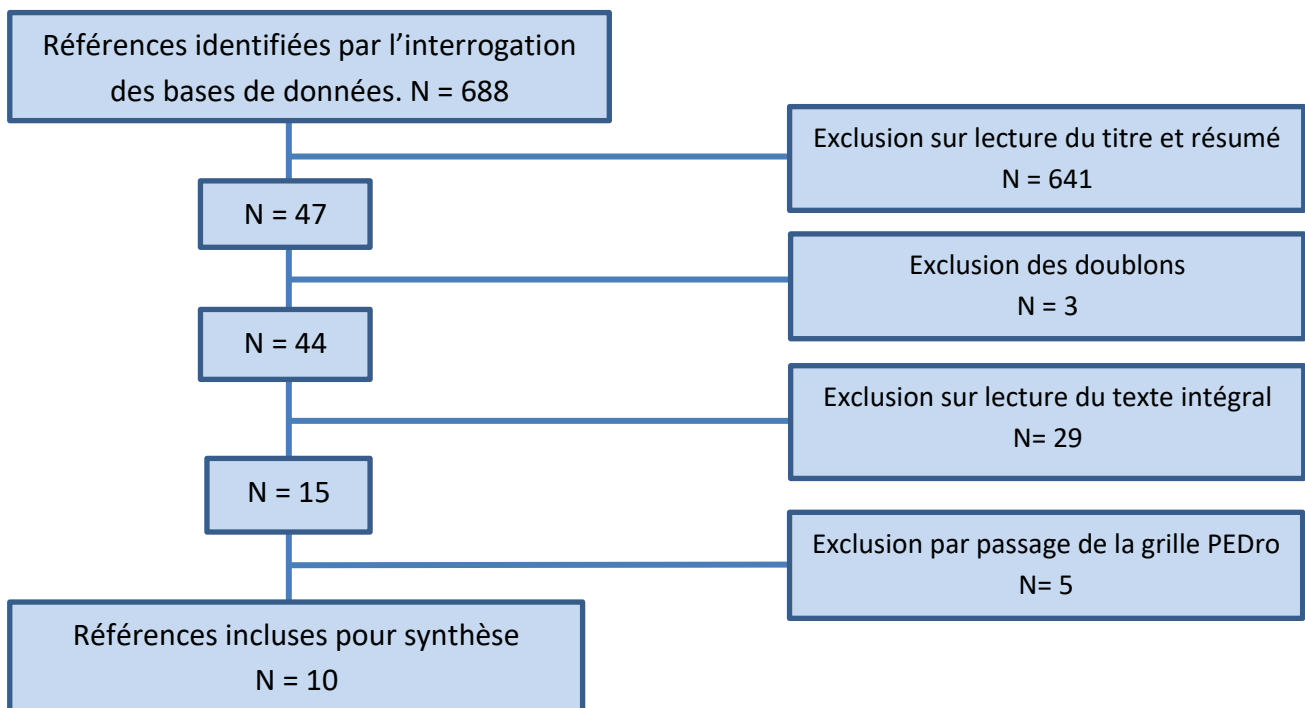 Références identifiées par l’interrogation
des bases de données. N = 688
Exclusion sur lecture du titre et résumé
N = 641
N = 47
Exclusion des doublons
N = 3
N = 44
Exclusion sur lecture du texte intégral
N= 29
N = 15
Exclusion par passage de la grille PEDro
N= 5
Références incluses pour synthèse
N = 10